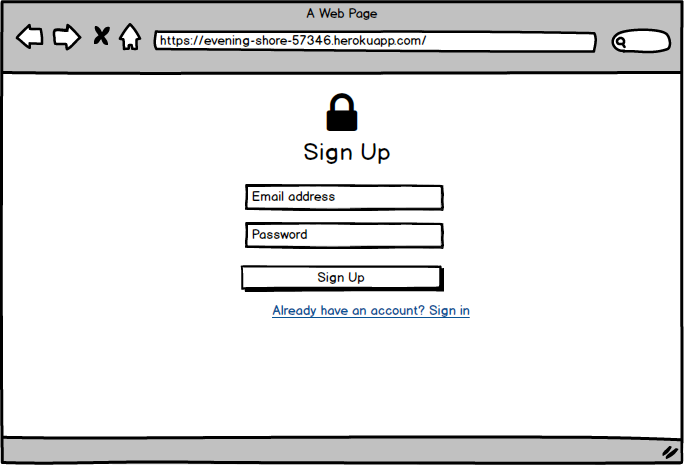 A Web Page
https://evening-shore-57346.herokuapp.com/
Sign Up
Email address
Password
Sign Up
Already have an account? Sign in